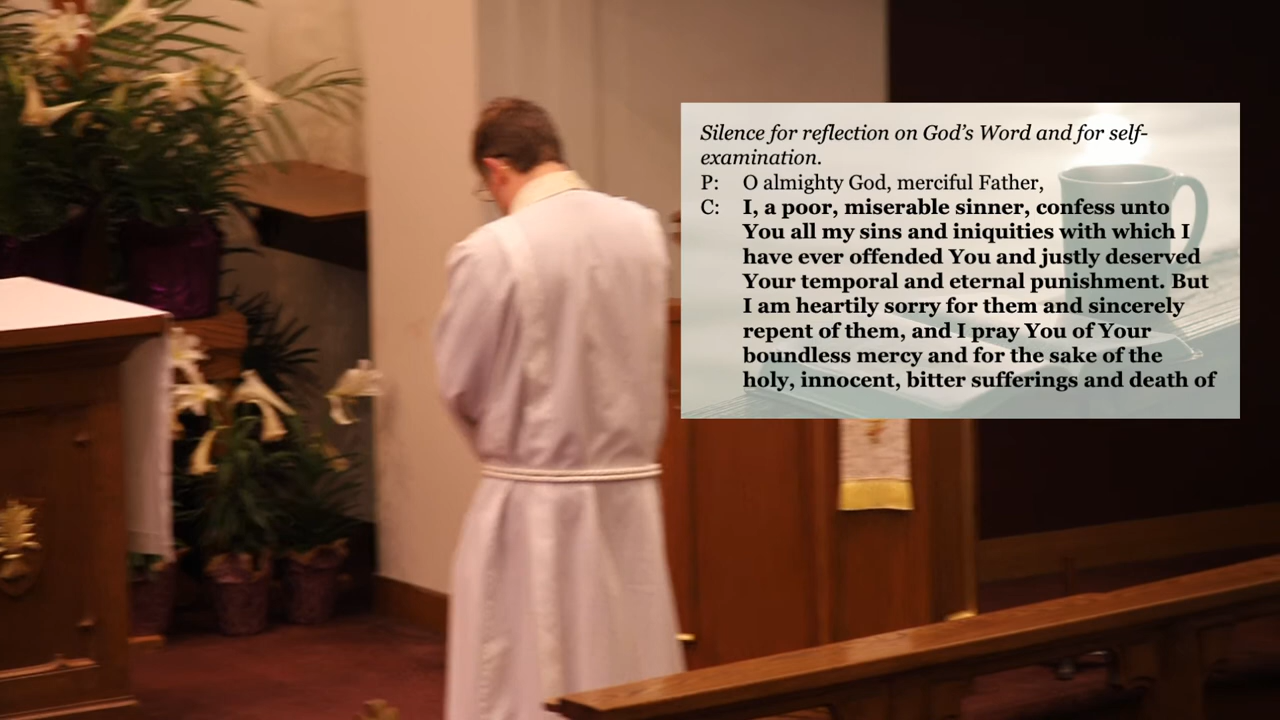 Silence for reflection on God’s Word and for self-
examination.
P: O almighty God, merciful Father,
C: I, a poor, miserable sinner, confess unto
You all my sins and iniquities with which I
have ever offended You and justly deserved
Your temporal and eternal punishment. But
I am heartily sorry for them and sincerely
repent of them, and I pray You of Your
boundless mercy and for the sake of the
holy, innocent, bitter sufferings and death of